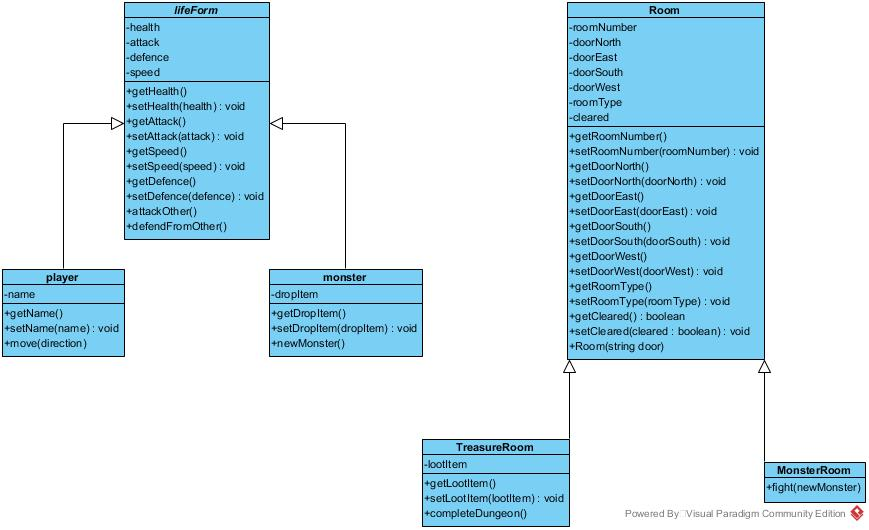 lifeForm
-health
-attack
-defence
-speed
+getHealth()
+setHealth(health) : void
+getAttack()
+setAttack(attack) : void
+getSpeed()
+setSpeed(speed) : void
+getDefence()
+setDefence(defence) : void
+attackOther()
+defendFromOther()
Room
-roomNumber
-doorNorth
-doorEast
-doorSouth
-doorWest
-roomType
-cleared
+getRoomNumber()
+setRoomNumber(roomNumber) : void
+getDoorNorth()
+setDoorNorth(doorNorth) : void
+getDoorEast()
+setDoorEast(doorEast) : void
+getDoorSouth()
+setDoorSouth(doorSouth) : void
+getDoorWest()
+setDoorWest(doorWest) : void
+getRoomType()
+setRoomType(roomType) : void
+getCleared() : boolean
+setCleared(cleared : boolean) : void
+Room(string door)
player
-name
+getName()
+setName(name) : void
+move(direction)
monster
-dropItem
+getDropItem()
+setDropItem(dropItem) : void
+newMonster()
TreasureRoom
-lootItem
+getLootItem()
+setLootItem(lootItem) : void
+completeDungeon()
MonsterRoom
+fight(newMonster)
Powered By Visual Paradigm Community Edition